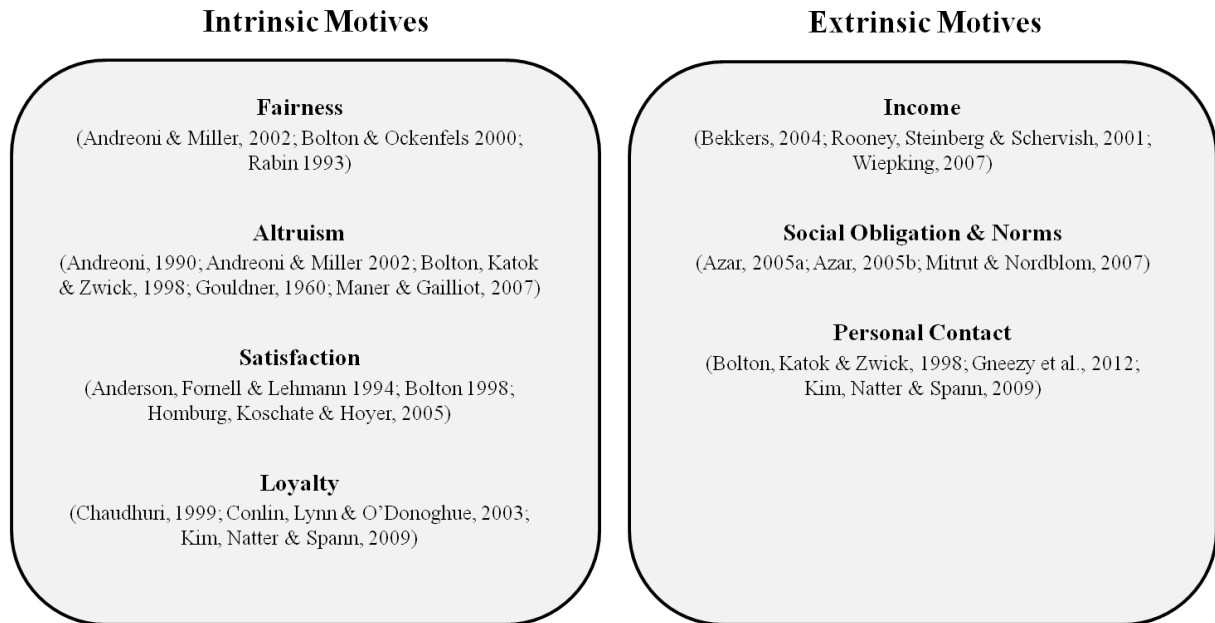 Intrinsic Motives
Fairness
(Andreoni & Miller, 2002; Bolton & Ockenfels 2000;
Rabin 1993)
Altruism
(Andreoni, 1990; Andreoni & Miller 2002; Bolton, Katok
& Zwick, 1998; Gouldner, 1960; Maner & Gailliot, 2007)
Satisfaction
(Anderson, Fornell & Lehmann 1994; Bolton 1998;
Homburg, Koschate & Hoyer, 2005)
Loyalty
(Chaudhuri, 1999; Conlin, Lynn & O’Donoghue, 2003;
Kim, Natter & Spann, 2009)
Extrinsic Motives
Income
(Bekkers, 2004; Rooney, Steinberg & Schervish, 2001;
Wiepking, 2007)
Social Obligation & Norms
(Azar, 2005a; Azar, 2005b; Mitrut & Nordblom, 2007)
Personal Contact
(Bolton, Katok & Zwick, 1998; Gneezy et al., 2012;
Kim, Natter & Spann, 2009)